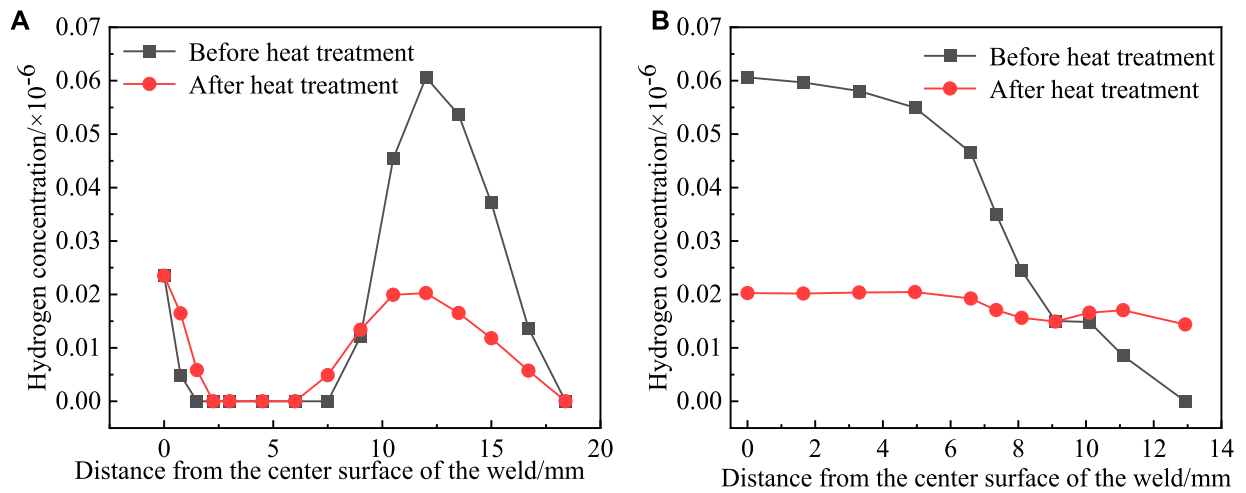 A
Before heat treatment
After heat treatment
Hydrogen concentration/×10⁻⁶
0.07
0.06
0.05
0.04
0.03
0.02
0.01
0.00
0 5 10 15 20
Distance from the center surface of the weld/mm
B
Before heat treatment
After heat treatment
Hydrogen concentration/×10⁻⁶
0.07
0.06
0.05
0.04
0.03
0.02
0.01
0.00
0 2 4 6 8 10 12 14
Distance from the center surface of the weld/mm